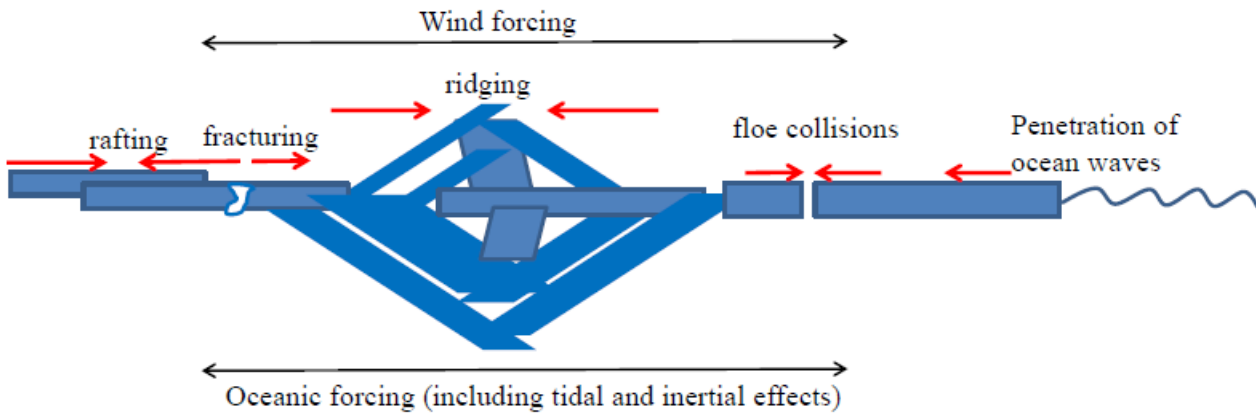 Wind forcing
ridging
rafting
fracturing
floe collisions
Penetration of
ocean waves
Oceanic forcing (including tidal and inertial effects)